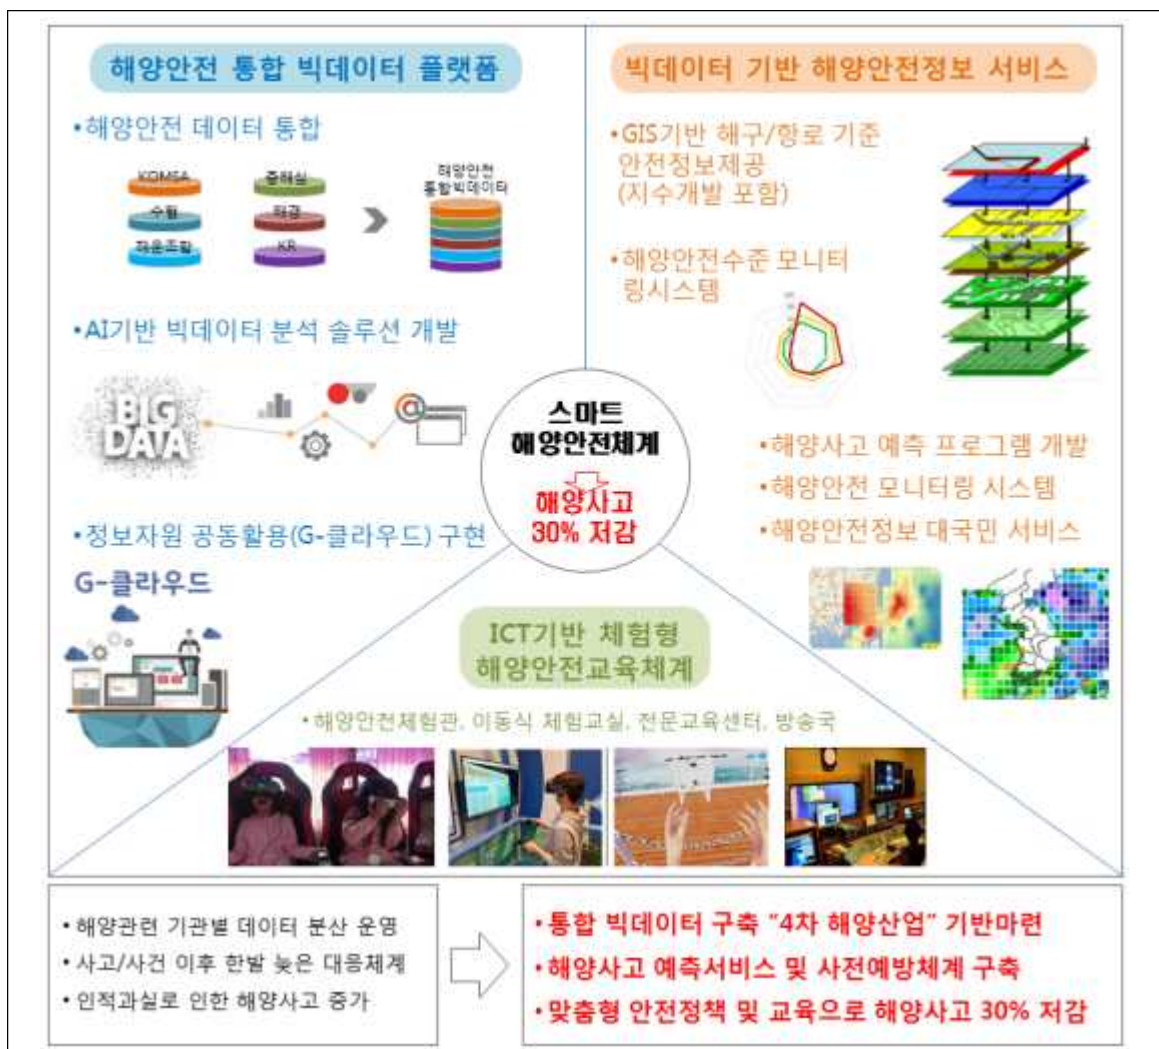 해양안전 통합 빅데이터 플랫폼
•해양안전 데이터 통합
KOMSA
중해심
수협
해경
해운조합
KR
해양안전
통합빅데이터
•AI기반 빅데이터 분석 솔루션 개발
BIG
DATA
•정보자원 공동활용(G-클라우드) 구현
G-클라우드
빅데이터 기반 해양안전정보 서비스
•GIS기반 해구/항로 기준
안전정보제공
(지수개발 포함)
•해양안전수준 모니터
링시스템
•해양사고 예측 프로그램 개발
•해양안전 모니터링 시스템
•해양안전정보 대국민 서비스
스마트
해양안전체계
해양사고
30% 저감
ICT기반 체험형
해양안전교육체계
•해양안전체험관, 이동식 체험교실, 전문교육센터, 방송국
•해양관련 기관별 데이터 분산 운영
•사고/사건 이후 한발 늦은 대응체계
•인적과실로 인한 해양사고 증가
•통합 빅데이터 구축 "4차 해양산업" 기반마련
•해양사고 예측서비스 및 사전예방체계 구축
•맞춤형 안전정책 및 교육으로 해양사고 30% 저감